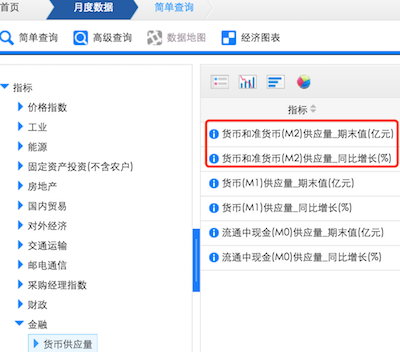 首页 月度数据 简单查询
简单查询 高级查询 数据地图 经济图表
指标
价格指数
工业
能源
固定资产投资(不含农户)
房地产
国内贸易
对外经济
交通运输
邮电通信
采购经理指数
财政
金融
货币供应量
指标
货币和准货币(M2)供应量_期末值(亿元)
货币和准货币(M2)供应量_同比增长(%)
货币(M1)供应量_期末值(亿元)
货币(M1)供应量_同比增长(%)
流通中现金(M0)供应量_期末值(亿元)
流通中现金(M0)供应量_同比增长(%)